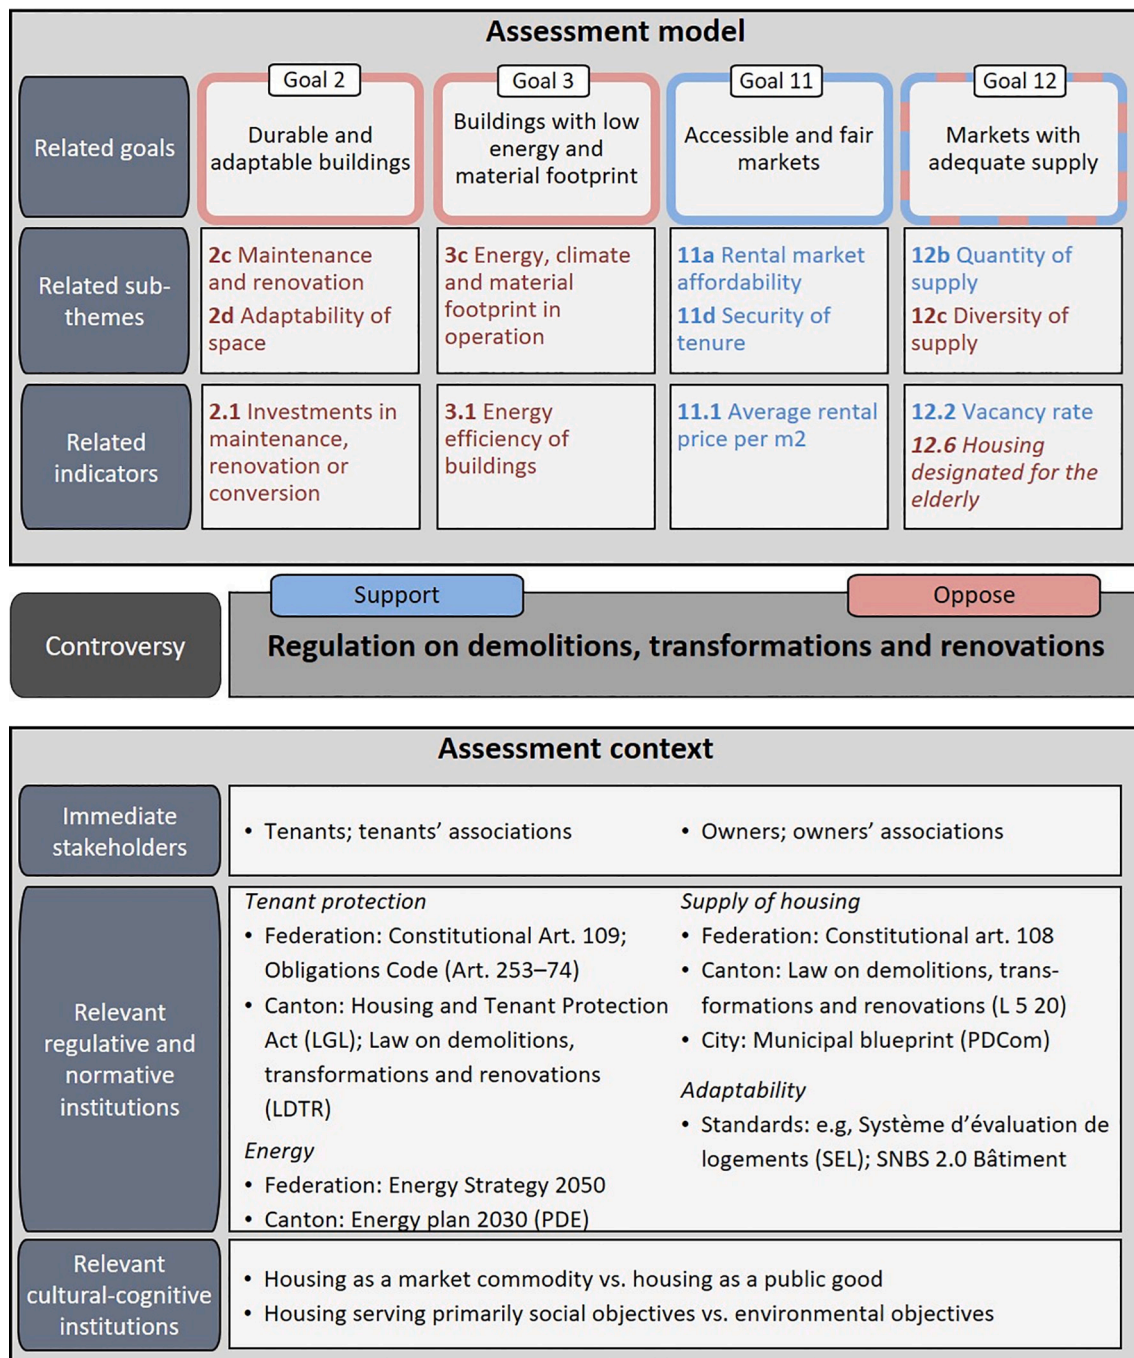 Assessment model
Related goals
Goal 2
Durable and
adaptable buildings
Goal 3
Buildings with low
energy and
material footprint
Goal 11
Accessible and fair
markets
Goal 12
Markets with
adequate supply
Related sub-
themes
2c Maintenance
and renovation
2d Adaptability of
space
3c Energy, climate
and material
footprint in
operation
11a Rental market
affordability
11d Security of
tenure
12b Quantity of
supply
12c Diversity of
supply
Related
indicators
2.1 Investments in
maintenance,
renovation or
conversion
3.1 Energy
efficiency of
buildings
11.1 Average rental
price per m2
12.2 Vacancy rate
12.6 Housing
designated for the
elderly
Controversy
Support
Oppose
Regulation on demolitions, transformations and renovations
Assessment context
Immediate
stakeholders
• Tenants; tenants’ associations
• Owners; owners’ associations
Relevant
regulative and
normative
institutions
Tenant protection
• Federation: Constitutional Art. 109;
Obligations Code (Art. 253–74)
• Canton: Housing and Tenant Protection
Act (LGL); Law on demolitions,
transformations and renovations
(LDTR)
Energy
• Federation: Energy Strategy 2050
• Canton: Energy plan 2030 (PDE)
Supply of housing
• Federation: Constitutional art. 108
• Canton: Law on demolitions, trans-
formations and renovations (L 5 20)
• City: Municipal blueprint (PDCom)
Adaptability
• Standards: e.g, Système d’évaluation de
logements (SEL); SNBS 2.0 Bâtiment
Relevant
cultural-cognitive
institutions
• Housing as a market commodity vs. housing as a public good
• Housing serving primarily social objectives vs. environmental objectives